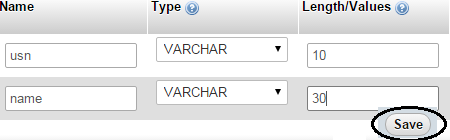 Name Type Length/Values
usn VARCHAR 10
name VARCHAR 30
Save